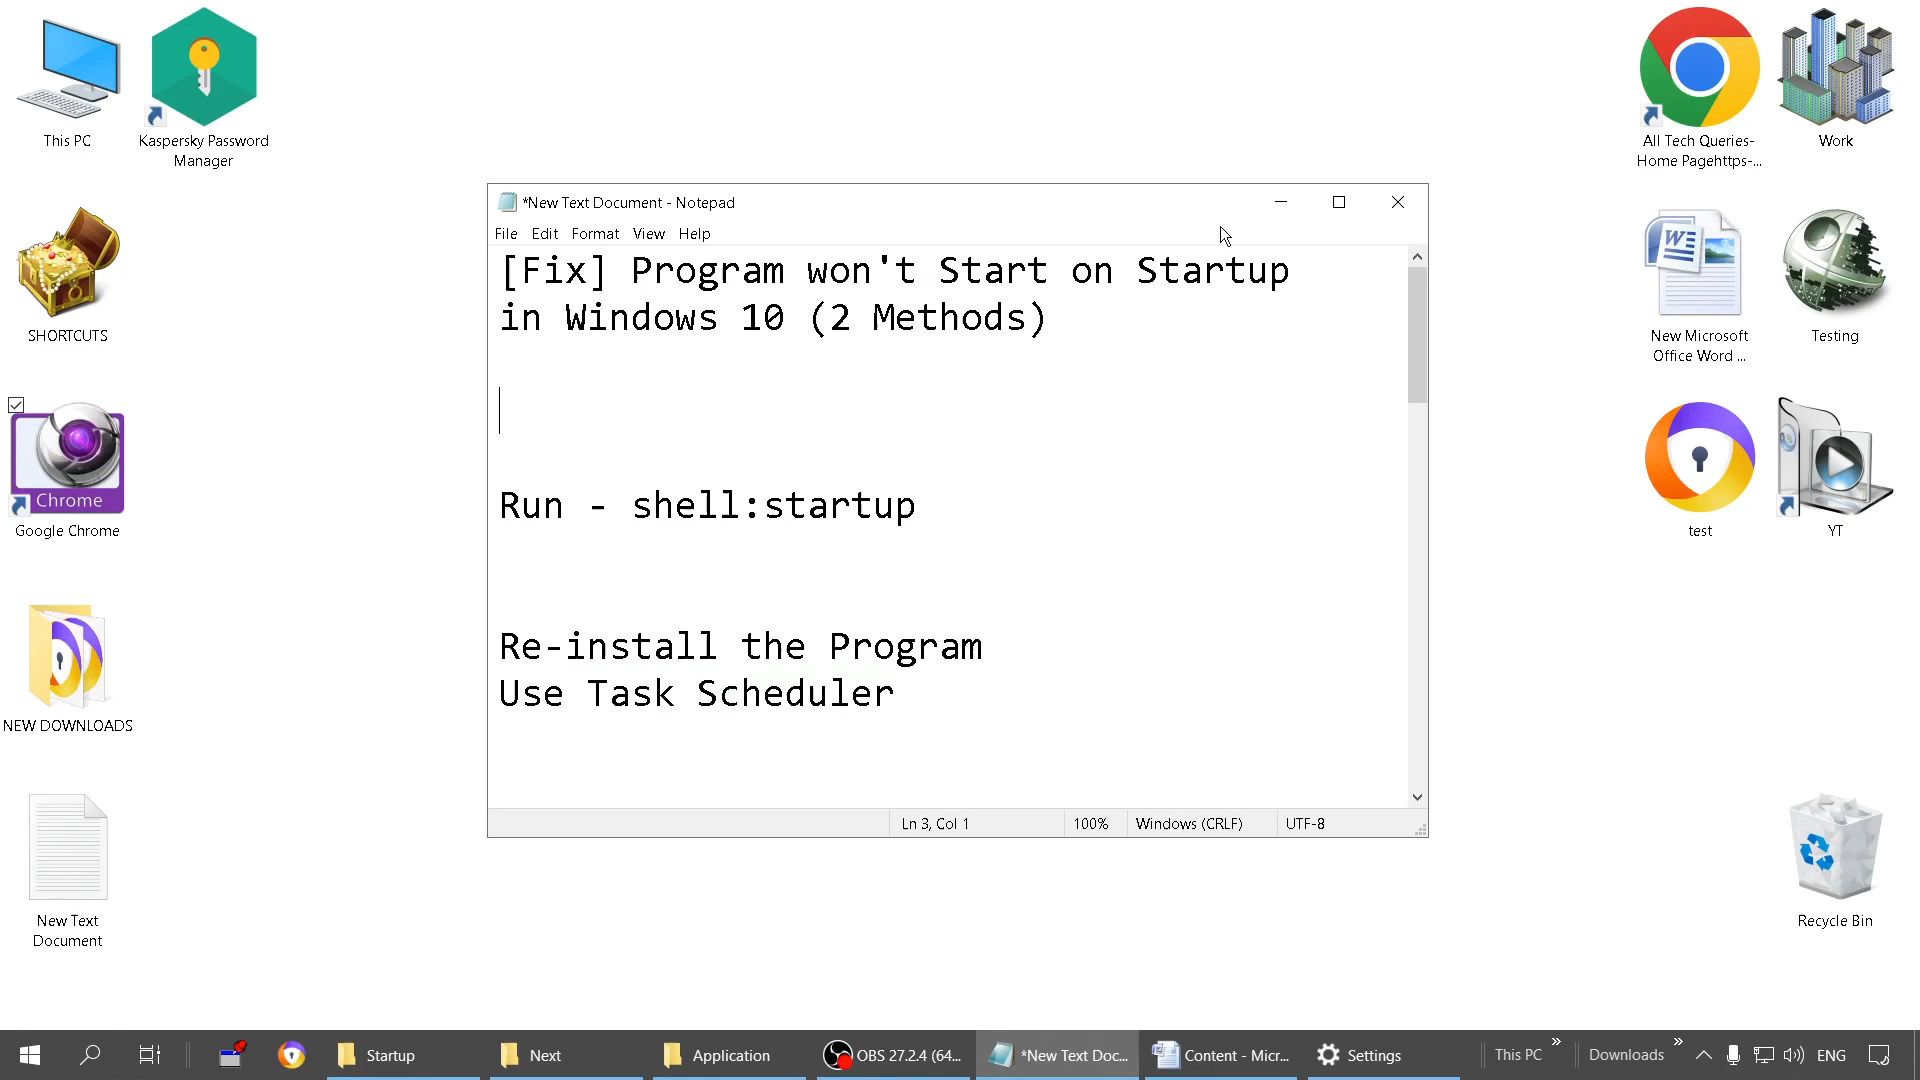 This PC
Kaspersky Password
Manager
All Tech Queries-
Home Pagehttps-...
Work
SHORTCUTS
New Microsoft
Office Word ...
Testing
Chrome
Google Chrome
test
YT
NEW DOWNLOADS
New Text
Document
Recycle Bin
*New Text Document - Notepad
File Edit Format View Help
[Fix] Program won't Start on Startup
in Windows 10 (2 Methods)
Run - shell:startup
Re-install the Program
Use Task Scheduler
Ln 3, Col 1 100% Windows (CRLF) UTF-8
Startup Next Application OBS 27.2.4 (64... *New Text Doc... Content - Micr... Settings This PC » Downloads » ENG